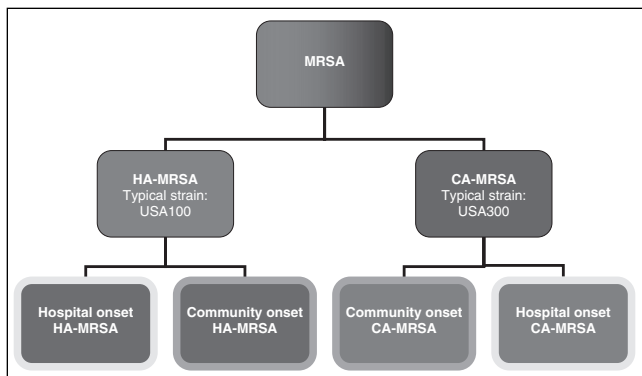 MRSA
HA-MRSA
Typical strain:
USA100
CA-MRSA
Typical strain:
USA300
Hospital onset
HA-MRSA
Community onset
HA-MRSA
Community onset
CA-MRSA
Hospital onset
CA-MRSA